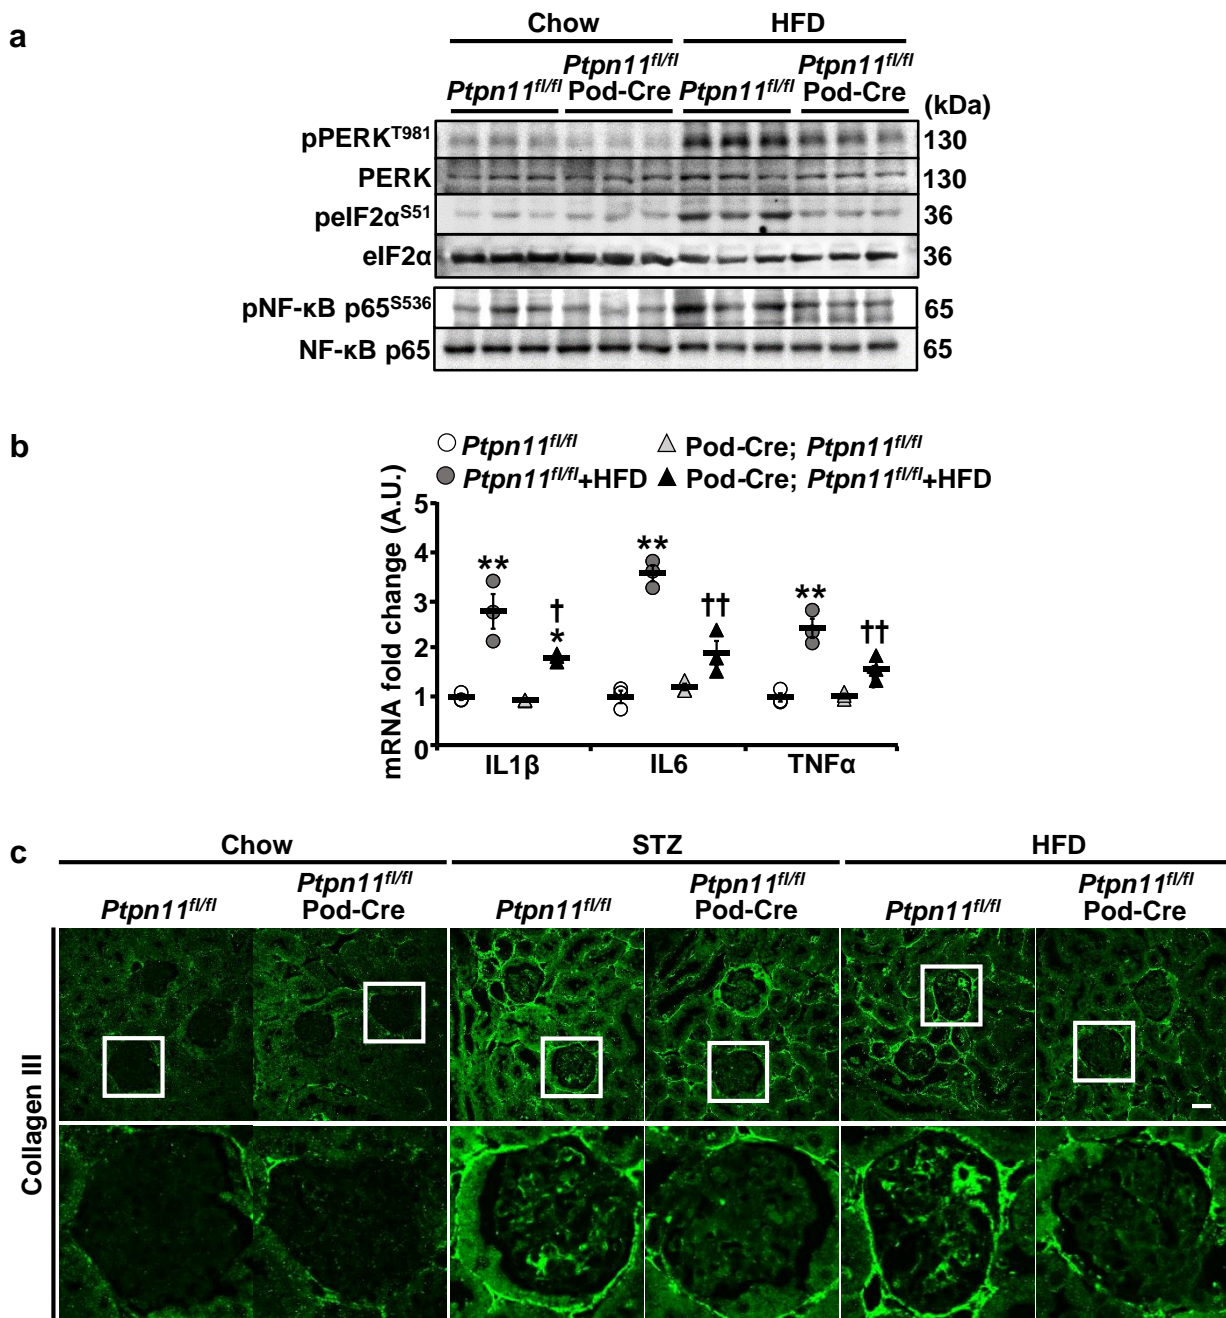 a
Chow HFD
Ptpn11fl/fl Ptpn11fl/fl Pod-Cre Ptpn11fl/fl Ptpn11fl/fl Pod-Cre (kDa)
pPERKT981 130
PERK 130
peIF2αS51 36
eIF2α 36
pNF-κB p65S536 65
NF-κB p65 65
b
Ptpn11fl/fl Pod-Cre; Ptpn11fl/fl
Ptpn11fl/fl+HFD Pod-Cre; Ptpn11fl/fl+HFD
mRNA fold change (A.U.)
5
4
3
2
1
0
** † * ** †† ** ††
IL1β IL6 TNFα
c
Chow STZ HFD
Ptpn11fl/fl Ptpn11fl/fl Pod-Cre Ptpn11fl/fl Ptpn11fl/fl Pod-Cre Ptpn11fl/fl Ptpn11fl/fl Pod-Cre
Collagen III